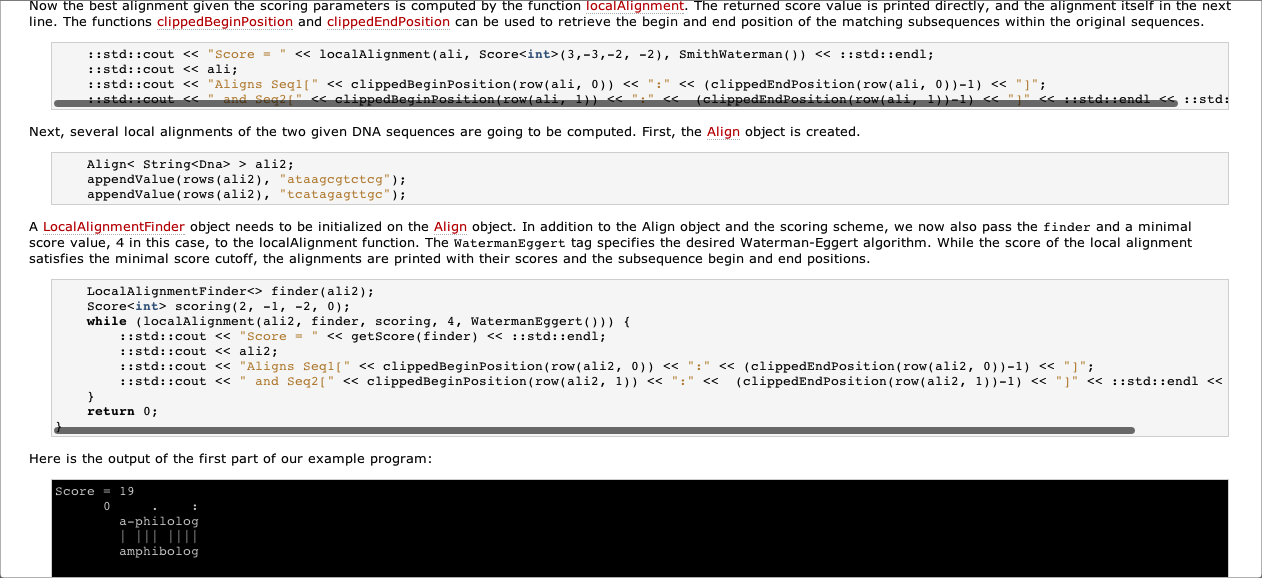 Now the best alignment given the scoring parameters is computed by the function localAlignment. The returned score value is printed directly, and the alignment itself in the next
line. The functions clippedBeginPosition and clippedEndPosition can be used to retrieve the begin and end position of the matching subsequences within the original sequences.
::std::cout << "Score = " << localAlignment(ali, Score<int>(3,-3,-2, -2), SmithWaterman()) << ::std::endl;
::std::cout << ali;
::std::cout << "Aligns Seq1[" << clippedBeginPosition(row(ali, 0)) << ":" << (clippedEndPosition(row(ali, 0))-1) << "]";
::std::cout << " and Seq2[" << clippedBeginPosition(row(ali, 1)) << ":" <<  (clippedEndPosition(row(ali, 1))-1) << "]" << ::std::endl << ::std:
Next, several local alignments of the two given DNA sequences are going to be computed. First, the Align object is created.
Align< String<Dna> > ali2;
appendValue(rows(ali2), "ataagcgtctcg");
appendValue(rows(ali2), "tcatagagttgc");
A LocalAlignmentFinder object needs to be initialized on the Align object. In addition to the Align object and the scoring scheme, we now also pass the finder and a minimal
score value, 4 in this case, to the localAlignment function. The WatermanEggert tag specifies the desired Waterman-Eggert algorithm. While the score of the local alignment
satisfies the minimal score cutoff, the alignments are printed with their scores and the subsequence begin and end positions.
LocalAlignmentFinder<> finder(ali2);
Score<int> scoring(2, -1, -2, 0);
while (localAlignment(ali2, finder, scoring, 4, WatermanEggert())) {
::std::cout << "Score = " << getScore(finder) << ::std::endl;
::std::cout << ali2;
::std::cout << "Aligns Seq1[" << clippedBeginPosition(row(ali2, 0)) << ":" << (clippedEndPosition(row(ali2, 0))-1) << "]";
::std::cout << " and Seq2[" << clippedBeginPosition(row(ali2, 1)) << ":" <<  (clippedEndPosition(row(ali2, 1))-1) << "]" << ::std::endl <<
}
return 0;
}
Here is the output of the first part of our example program:
Score = 19
0     .    :
a-philolog
| ||| ||||
amphibolog